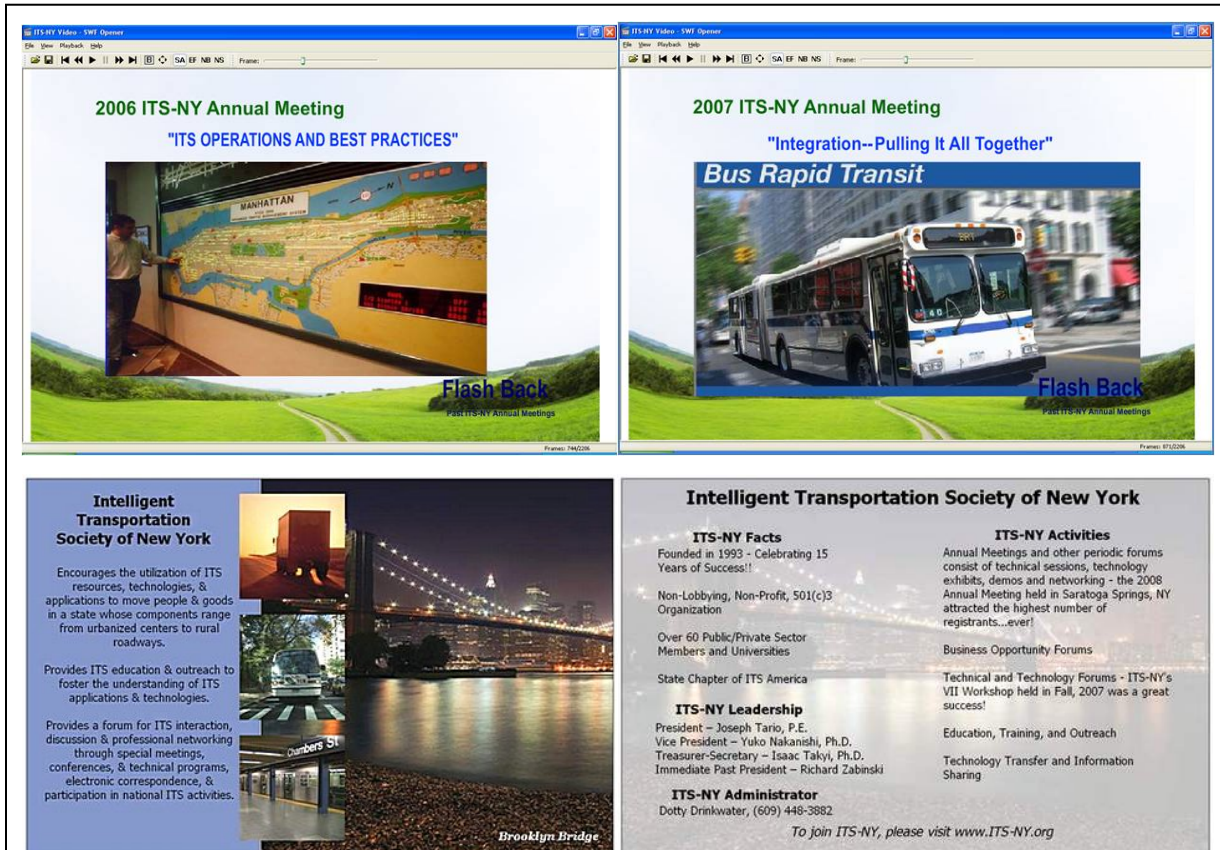 ITS-NY Video - SWF Opener
File View Playback Help
B SA EF NB NS Frame:
2006 ITS-NY Annual Meeting
"ITS OPERATIONS AND BEST PRACTICES"
MANHATTAN
Flash Back
Past ITS-NY Annual Meetings
Frames: 744/2206
ITS-NY Video - SWF Opener
File View Playback Help
B SA EF NB NS Frame:
2007 ITS-NY Annual Meeting
"Integration--Pulling It All Together"
Bus Rapid Transit
BRT
Flash Back
Past ITS-NY Annual Meetings
Frames: 871/2206
Intelligent
Transportation
Society of New York
Encourages the utilization of ITS
resources, technologies, &
applications to move people & goods
in a state whose components range
from urbanized centers to rural
roadways.
Provides ITS education & outreach to
foster the understanding of ITS
applications & technologies.
Provides a forum for ITS interaction,
discussion & professional networking
through special meetings,
conferences, & technical programs,
electronic correspondence, &
participation in national ITS activities.
Chambers St
Brooklyn Bridge
Intelligent Transportation Society of New York
ITS-NY Facts
Founded in 1993 - Celebrating 15
Years of Success!!
Non-Lobbying, Non-Profit, 501(c)3
Organization
Over 60 Public/Private Sector
Members and Universities
State Chapter of ITS America
ITS-NY Leadership
President – Joseph Tario, P.E.
Vice President – Yuko Nakanishi, Ph.D.
Treasurer-Secretary – Isaac Takyi, Ph.D.
Immediate Past President – Richard Zabinski
ITS-NY Administrator
Dotty Drinkwater, (609) 448-3882
ITS-NY Activities
Annual Meetings and other periodic forums
consist of technical sessions, technology
exhibits, demos and networking - the 2008
Annual Meeting held in Saratoga Springs, NY
attracted the highest number of
registrants...ever!
Business Opportunity Forums
Technical and Technology Forums - ITS-NY's
VII Workshop held in Fall, 2007 was a great
success!
Education, Training, and Outreach
Technology Transfer and Information
Sharing
To join ITS-NY, please visit www.ITS-NY.org